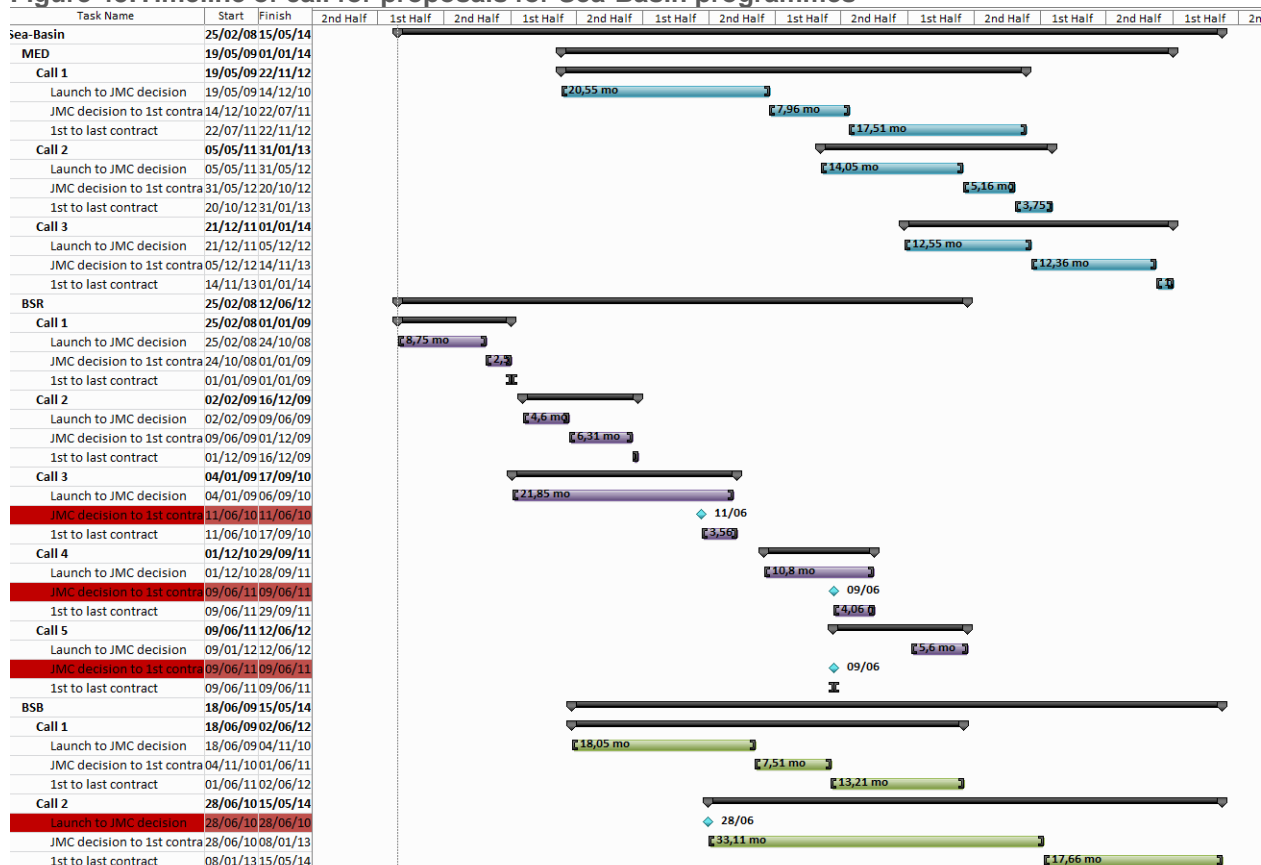 Figure 48: Timeline of call for proposals for Sea-Basin programmes
Task Name Start Finish 2nd Half 1st Half 2nd Half 1st Half 2nd Half 1st Half 2nd Half 1st Half 2nd Half 1st Half 2nd Half 1st Half 2nd Half 1st Half 2n
Sea-Basin 25/02/08 15/05/14
MED 19/05/09 01/01/14
Call 1 19/05/09 22/11/12
Launch to JMC decision 19/05/09 14/12/10 20,55 mo
JMC decision to 1st contra 14/12/10 22/07/11 7,96 mo
1st to last contract 22/07/11 22/11/12 17,51 mo
Call 2 05/05/11 31/01/13
Launch to JMC decision 05/05/11 31/05/12 14,05 mo
JMC decision to 1st contra 31/05/12 20/10/12 5,16 mo
1st to last contract 20/10/12 31/01/13 3,75
Call 3 21/12/11 01/01/14
Launch to JMC decision 21/12/11 05/12/12 12,55 mo
JMC decision to 1st contra 05/12/12 14/11/13 12,36 mo
1st to last contract 14/11/13 01/01/14
BSR 25/02/08 12/06/12
Call 1 25/02/08 01/01/09
Launch to JMC decision 25/02/08 24/10/08 8,75 mo
JMC decision to 1st contra 24/10/08 01/01/09 2,5
1st to last contract 01/01/09 01/01/09
Call 2 02/02/09 16/12/09
Launch to JMC decision 02/02/09 09/06/09 4,6 mo
JMC decision to 1st contra 09/06/09 01/12/09 6,31 mo
1st to last contract 01/12/09 16/12/09
Call 3 04/01/09 17/09/10
Launch to JMC decision 04/01/09 06/09/10 21,85 mo
JMC decision to 1st contra 11/06/10 11/06/10 11/06
1st to last contract 11/06/10 17/09/10 3,56
Call 4 01/12/10 29/09/11
Launch to JMC decision 01/12/10 28/09/11 10,8 mo
JMC decision to 1st contra 09/06/11 09/06/11 09/06
1st to last contract 09/06/11 29/09/11 4,06
Call 5 09/06/11 12/06/12
Launch to JMC decision 09/01/12 12/06/12 5,6 mo
JMC decision to 1st contra 09/06/11 09/06/11 09/06
1st to last contract 09/06/11 09/06/11
BSB 18/06/09 15/05/14
Call 1 18/06/09 02/06/12
Launch to JMC decision 18/06/09 04/11/10 18,05 mo
JMC decision to 1st contra 04/11/10 01/06/11 7,51 mo
1st to last contract 01/06/11 02/06/12 13,21 mo
Call 2 28/06/10 15/05/14
Launch to JMC decision 28/06/10 28/06/10 28/06
JMC decision to 1st contra 28/06/10 08/01/13 33,11 mo
1st to last contract 08/01/13 15/05/14 17,66 mo